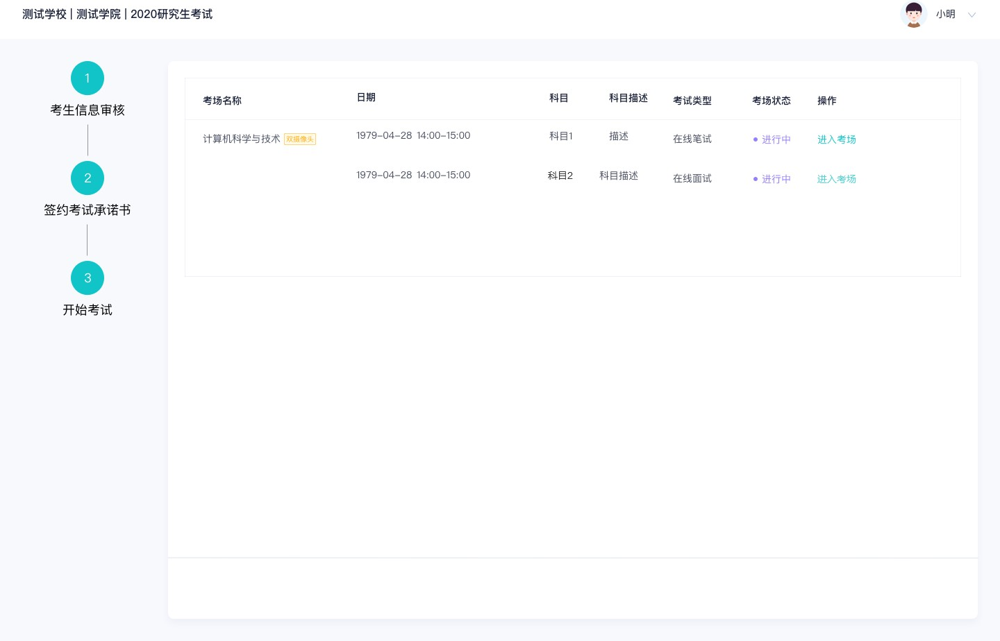 测试学校 | 测试学院 | 2020研究生考试 小明
1
考生信息审核
2
签约考试承诺书
3
开始考试
考场名称 日期 科目 科目描述 考试类型 考场状态 操作
计算机科学与技术 双摄像头 1979-04-28 14:00-15:00 科目1 描述 在线笔试 进行中 进入考场
1979-04-28 14:00-15:00 科目2 科目描述 在线面试 进行中 进入考场